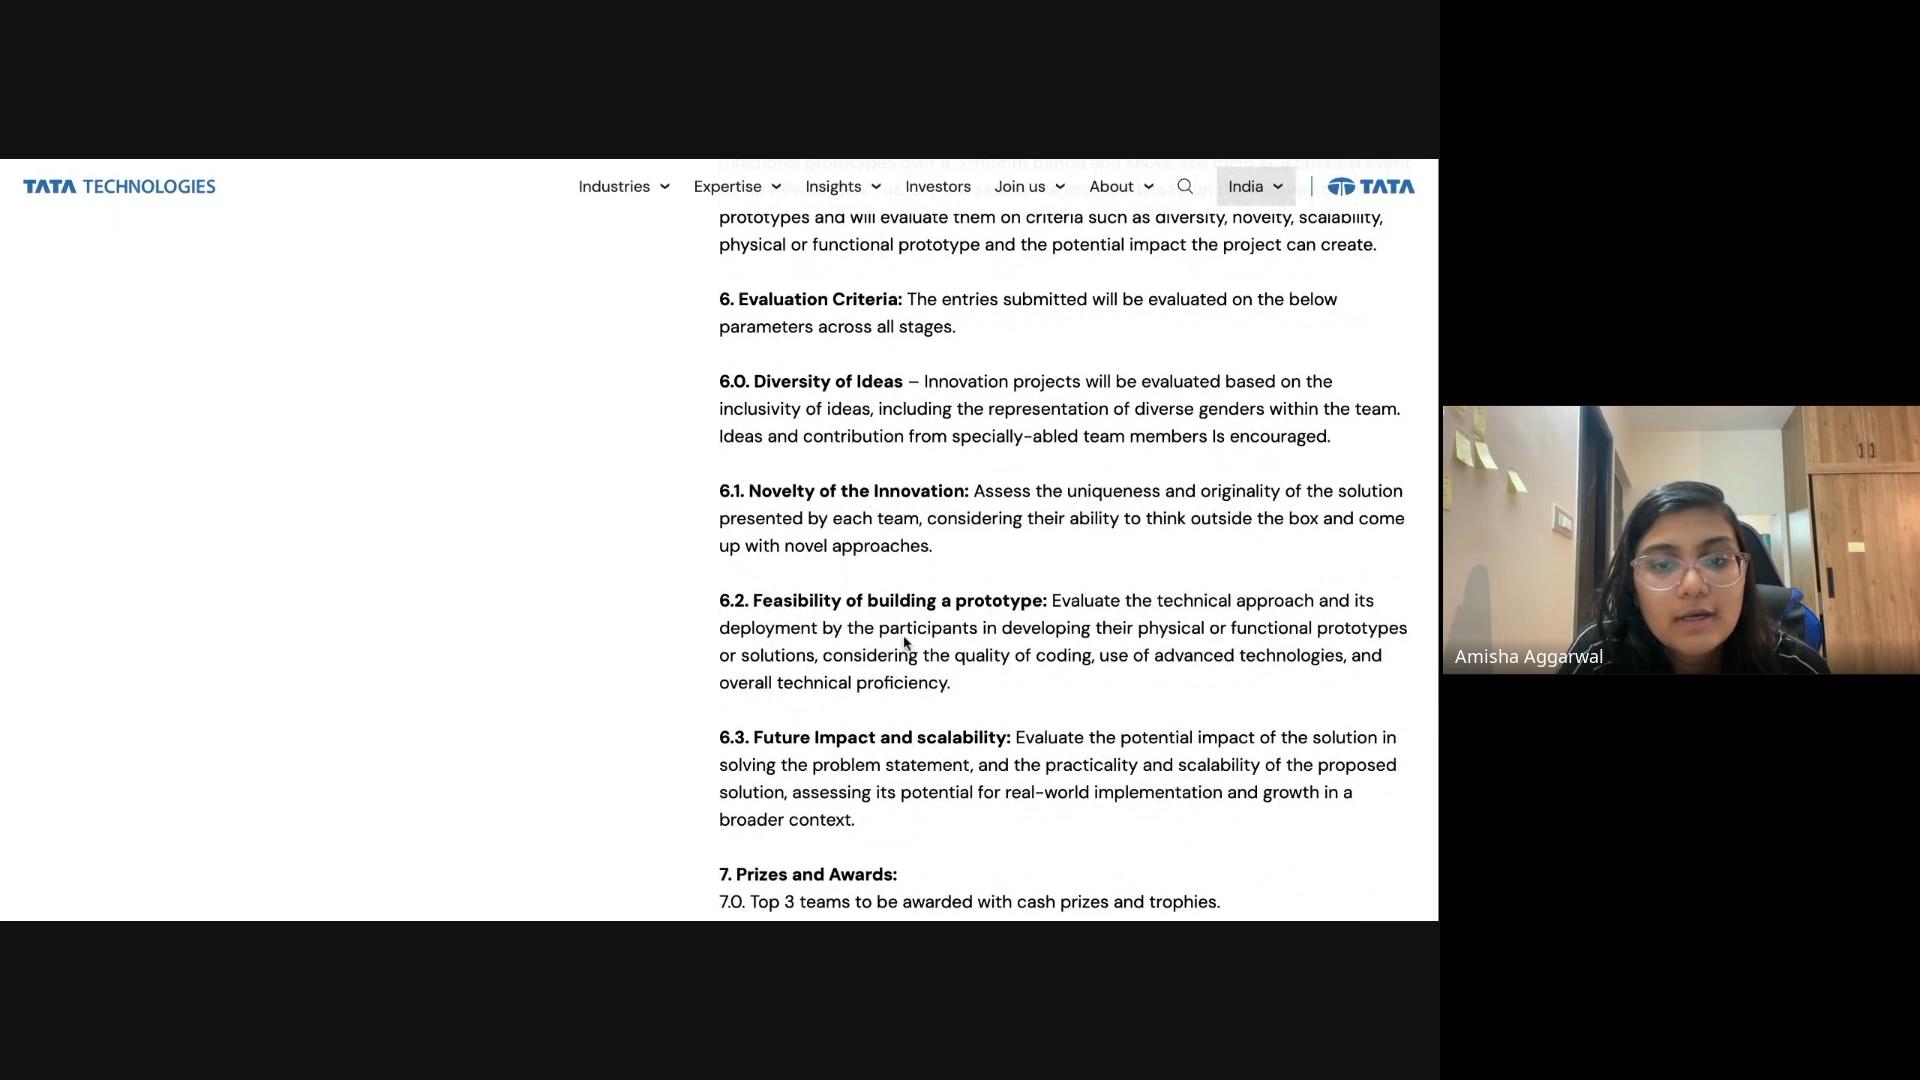 functional prototypes over a 3-month period and showcase
TATA TECHNOLOGIES
Industries
Expertise
Insights
Investors
Join us
About
India
TATA
prototypes and will evaluate them on criteria such as diversity, novelty, scalability,
physical or functional prototype and the potential impact the project can create.
6. Evaluation Criteria: The entries submitted will be evaluated on the below
parameters across all stages.
6.0. Diversity of Ideas – Innovation projects will be evaluated based on the
inclusivity of ideas, including the representation of diverse genders within the team.
Ideas and contribution from specially-abled team members Is encouraged.
6.1. Novelty of the Innovation: Assess the uniqueness and originality of the solution
presented by each team, considering their ability to think outside the box and come
up with novel approaches.
6.2. Feasibility of building a prototype: Evaluate the technical approach and its
deployment by the participants in developing their physical or functional prototypes
or solutions, considering the quality of coding, use of advanced technologies, and
overall technical proficiency.
6.3. Future Impact and scalability: Evaluate the potential impact of the solution in
solving the problem statement, and the practicality and scalability of the proposed
solution, assessing its potential for real-world implementation and growth in a
broader context.
7. Prizes and Awards:
7.0. Top 3 teams to be awarded with cash prizes and trophies.
Amisha Aggarwal